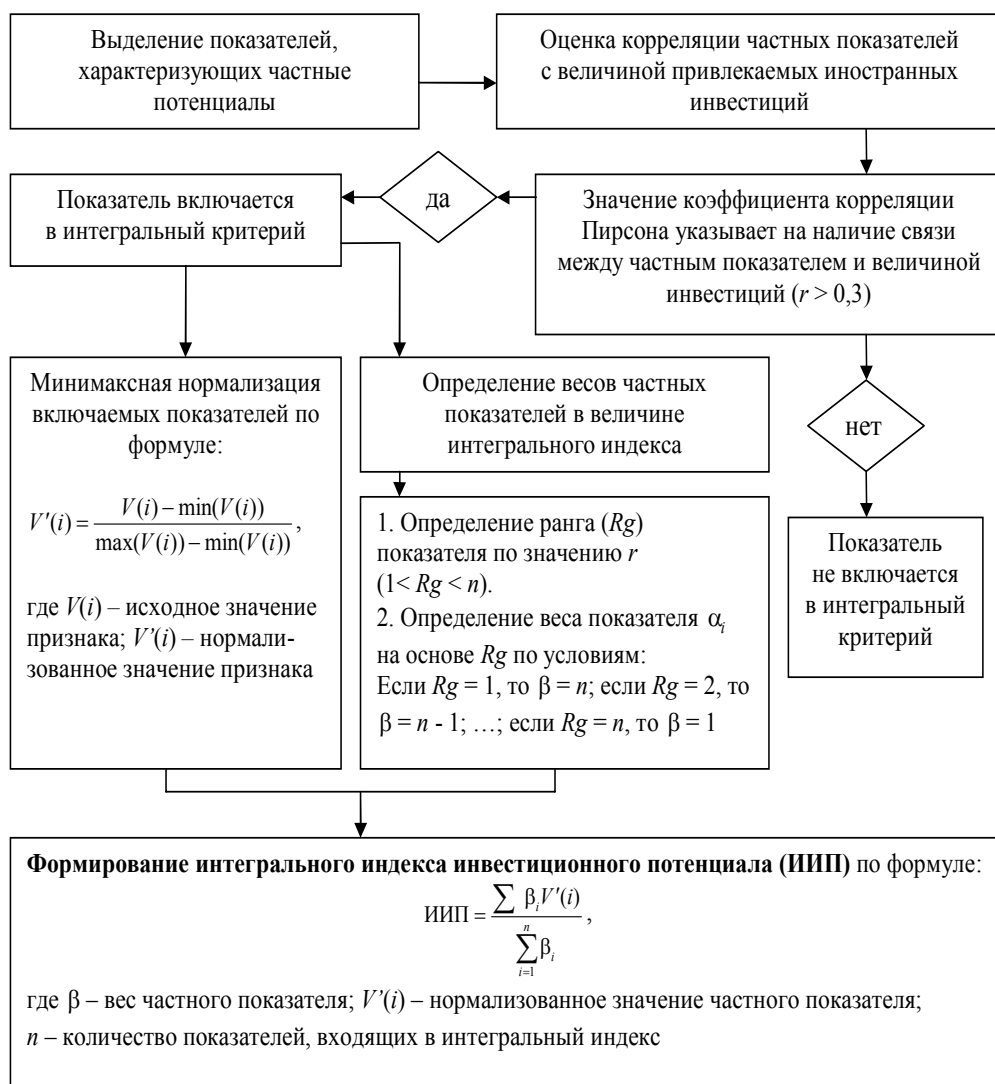 Выделение показателей,
характеризующих частные
потенциалы
Оценка корреляции частных показателей
с величиной привлекаемых иностранных
инвестиций
Показатель включается
в интегральный критерий
да
Значение коэффициента корреляции
Пирсона указывает на наличие связи
между частным показателем и величиной
инвестиций (r > 0,3)
Минимаксная нормализация
включаемых показателей по
формуле:
V'(i) = (V(i) – min(V(i))) / (max(V(i)) – min(V(i))),
где V(i) – исходное значение
признака; V'(i) – нормали-
зованное значение признака
Определение весов частных
показателей в величине
интегрального индекса
нет
1. Определение ранга (Rg)
показателя по значению r
(1< Rg < n).
2. Определение веса показателя α_i
на основе Rg по условиям:
Если Rg = 1, то β = n; если Rg = 2, то
β = n - 1; …; если Rg = n, то β = 1
Показатель
не включается
в интегральный
критерий
Формирование интегрального индекса инвестиционного потенциала (ИИП) по формуле:
ИИП = ∑ β_i V'(i) / ∑_{i=1}^{n} β_i,
где β – вес частного показателя; V'(i) – нормализованное значение частного показателя;
n – количество показателей, входящих в интегральный индекс